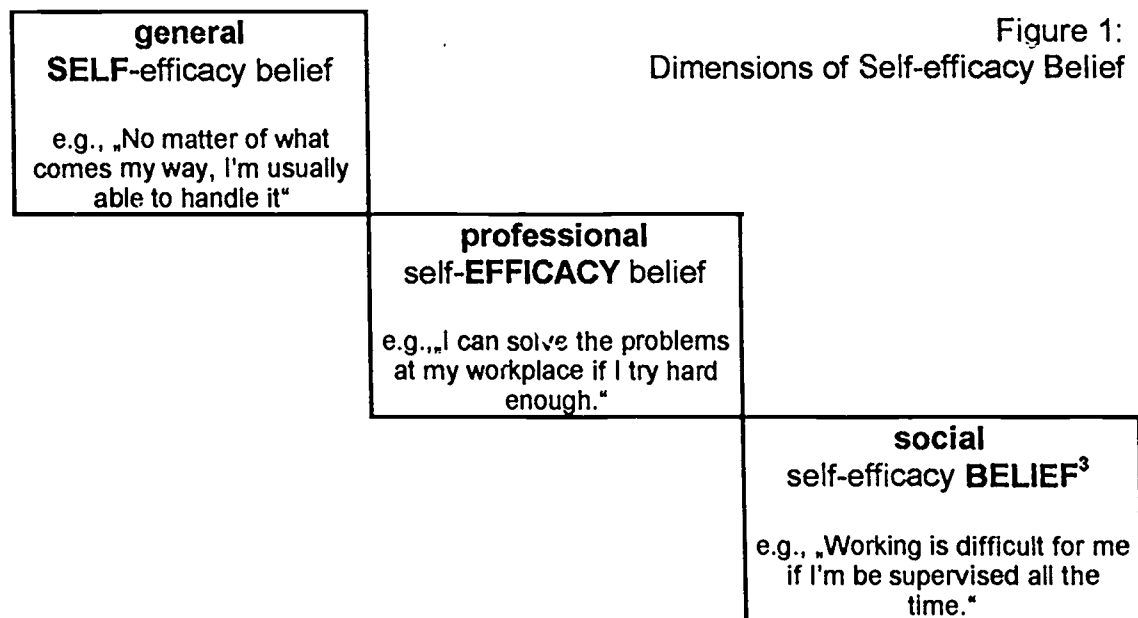 Figure 1:
Dimensions of Self-efficacy Belief
general
SELF-efficacy belief
e.g., „No matter of what
comes my way, I'm usually
able to handle it“
professional
self-EFFICACY belief
e.g.,„I can solve the problems
at my workplace if I try hard
enough.“
social
self-efficacy BELIEF³
e.g., „Working is difficult for me
if I'm be supervised all the
time.“